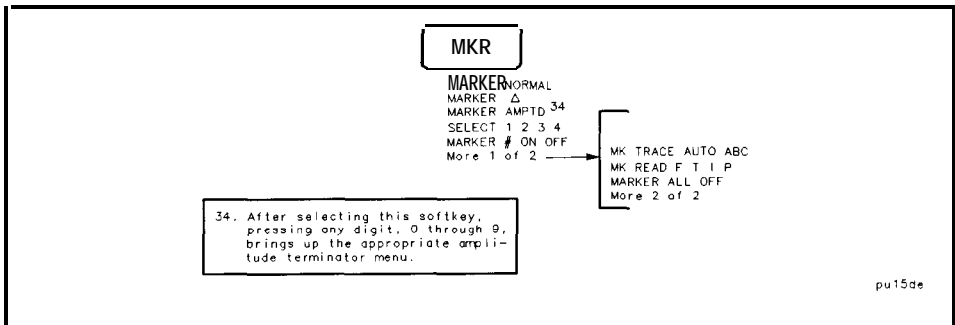 MKR
MARKER NORMAL
MARKER △
MARKER AMPTD 34
SELECT 1 2 3 4
MARKER # ON OFF
More 1 of 2
MK TRACE AUTO ABC
MK READ F T I P
MARKER ALL OFF
More 2 of 2
34. After selecting this softkey,
pressing any digit, 0 through 9,
brings up the appropriate ampli-
tude terminator menu.
pu15de